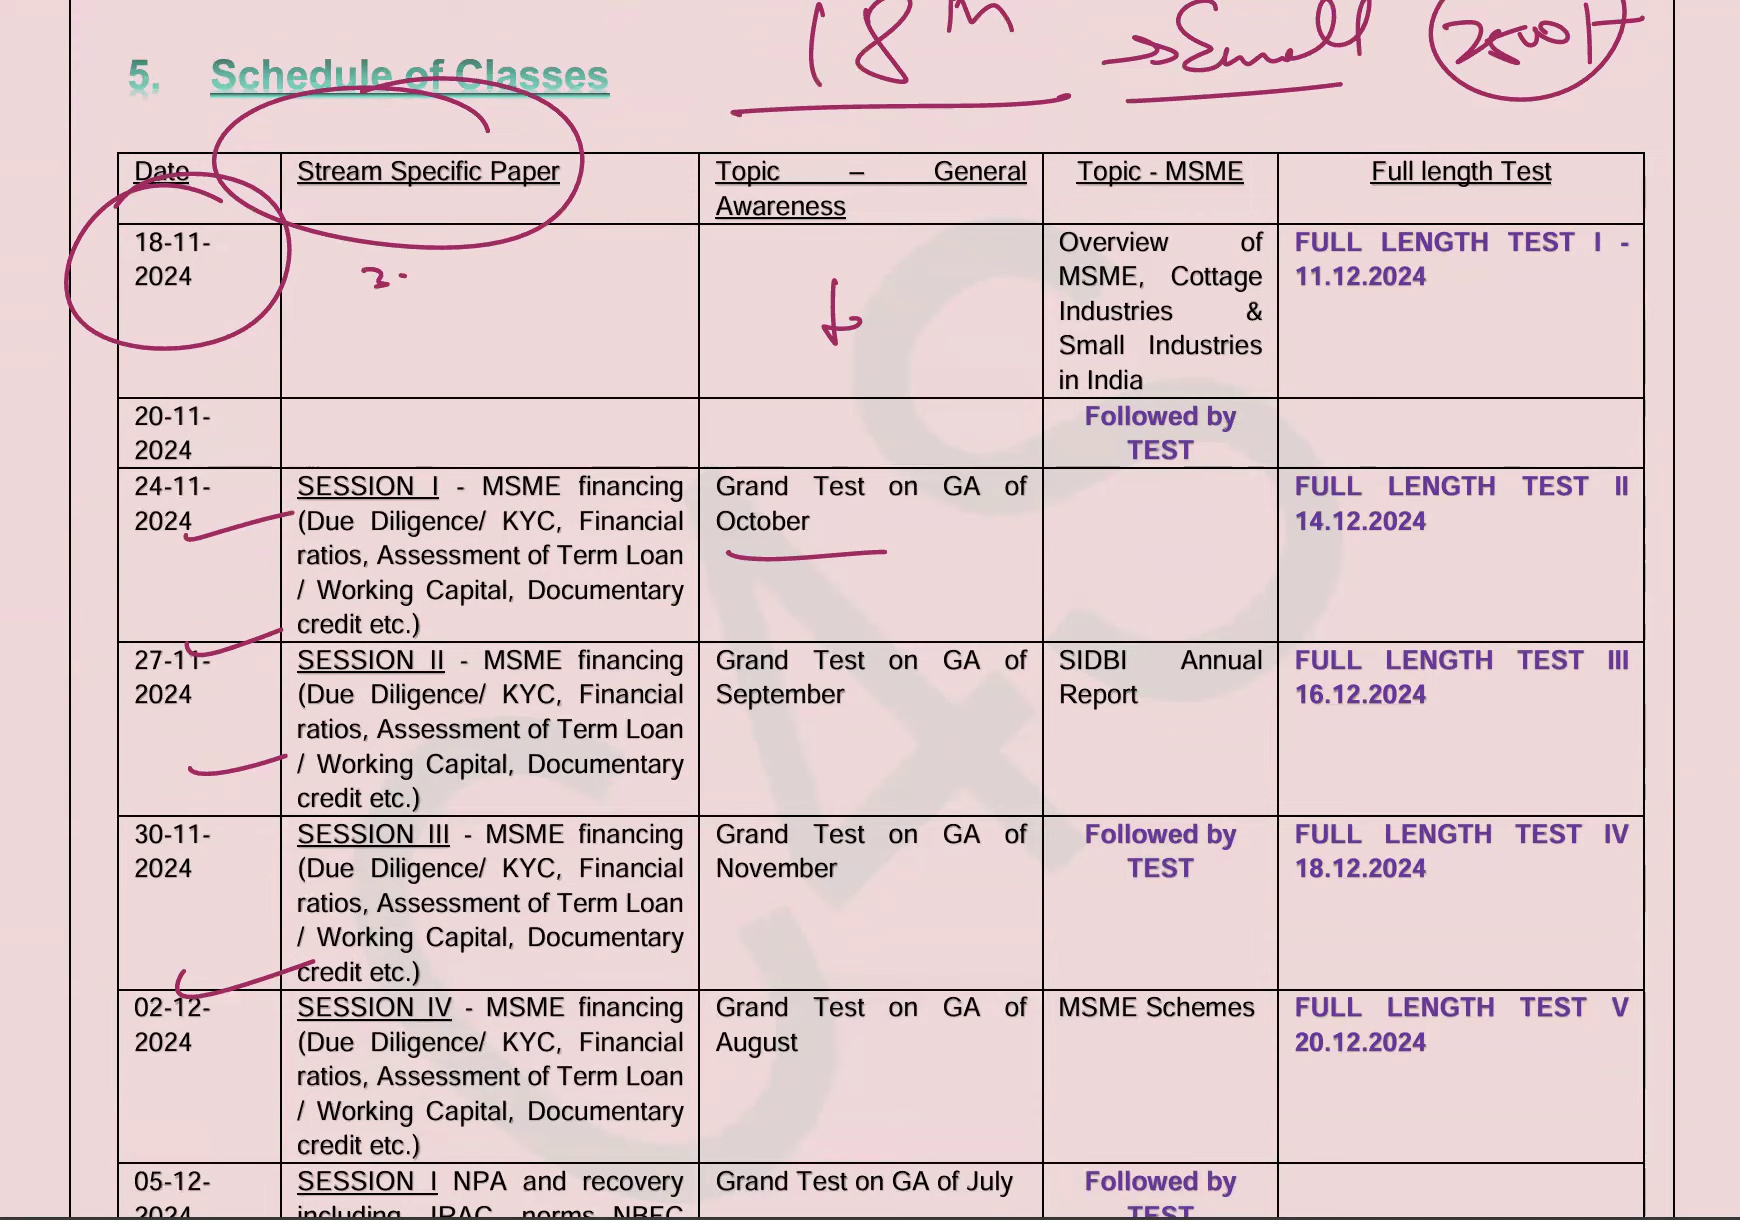 18th → Small
5. Schedule of Classes
Date
Stream Specific Paper
Topic – General
Awareness
Topic - MSME
Full length Test
18-11-
2024
Overview of
MSME, Cottage
Industries &
Small Industries
in India
FULL LENGTH TEST I -
11.12.2024
20-11-
2024
Followed by
TEST
24-11-
2024
SESSION I - MSME financing
(Due Diligence/ KYC, Financial
ratios, Assessment of Term Loan
/ Working Capital, Documentary
credit etc.)
Grand Test on GA of
October
FULL LENGTH TEST II
14.12.2024
27-11-
2024
SESSION II - MSME financing
(Due Diligence/ KYC, Financial
ratios, Assessment of Term Loan
/ Working Capital, Documentary
credit etc.)
Grand Test on GA of
September
SIDBI Annual
Report
FULL LENGTH TEST III
16.12.2024
30-11-
2024
SESSION III - MSME financing
(Due Diligence/ KYC, Financial
ratios, Assessment of Term Loan
/ Working Capital, Documentary
credit etc.)
Grand Test on GA of
November
Followed by
TEST
FULL LENGTH TEST IV
18.12.2024
02-12-
2024
SESSION IV - MSME financing
(Due Diligence/ KYC, Financial
ratios, Assessment of Term Loan
/ Working Capital, Documentary
credit etc.)
Grand Test on GA of
August
MSME Schemes
FULL LENGTH TEST V
20.12.2024
05-12-
2024
SESSION I NPA and recovery
including IRAC norms NBFC
Grand Test on GA of July
Followed by
TEST
C4S